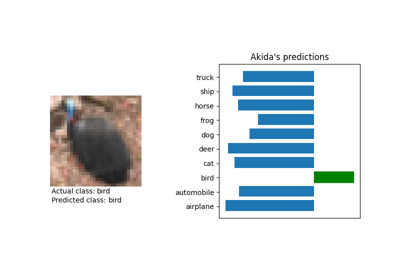 Akida's predictions
truck
ship
horse
frog
dog
deer
cat
bird
automobile
airplane
Actual class: bird
Predicted class: bird